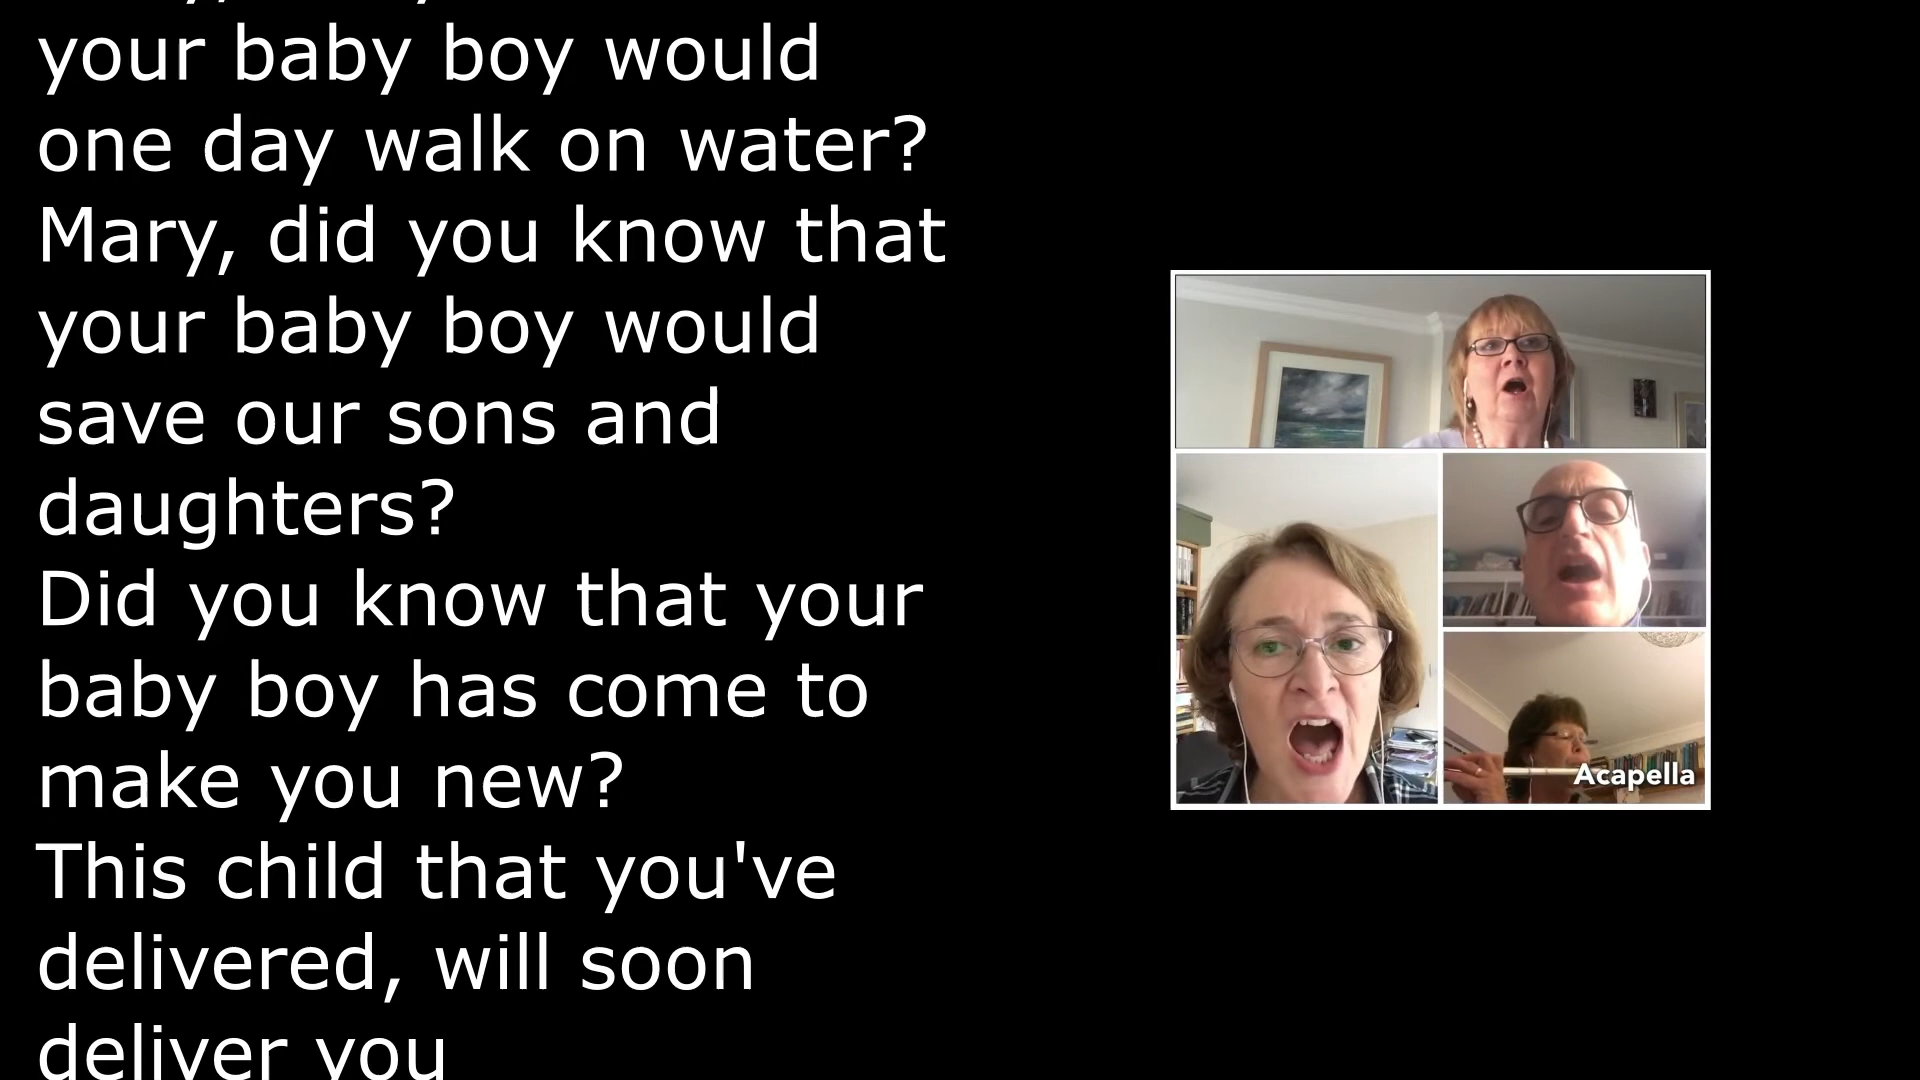 your baby boy would
one day walk on water?
Mary, did you know that
your baby boy would
save our sons and
daughters?
Did you know that your
baby boy has come to
make you new?
This child that you've
delivered, will soon
deliver you
Acapella